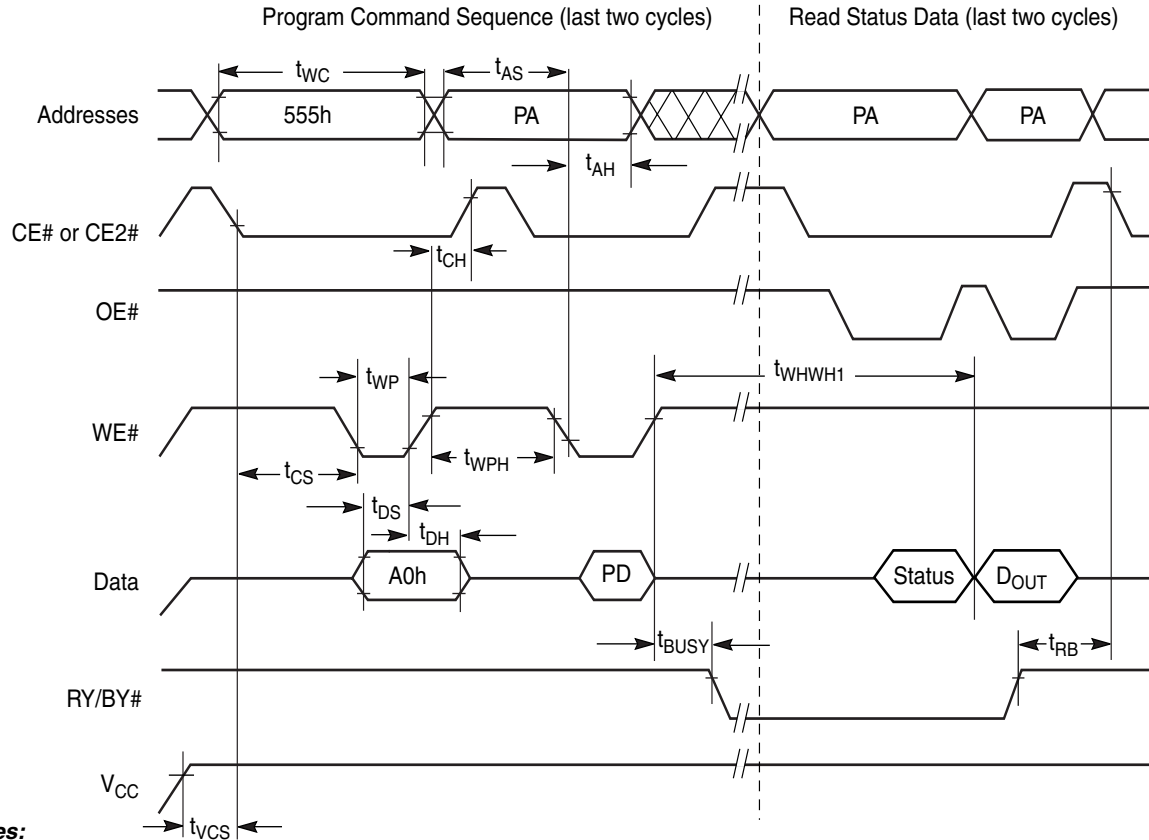 Program Command Sequence (last two cycles) Read Status Data (last two cycles)
tWC tAS
Addresses 555h PA PA PA
tAH
CE# or CE2#
tCH
OE#
tWP tWHWH1
WE#
tCS tWPH
tDS
tDH
Data A0h PD Status DOUT
tBUSY tRB
RY/BY#
VCC
tVCS
es: